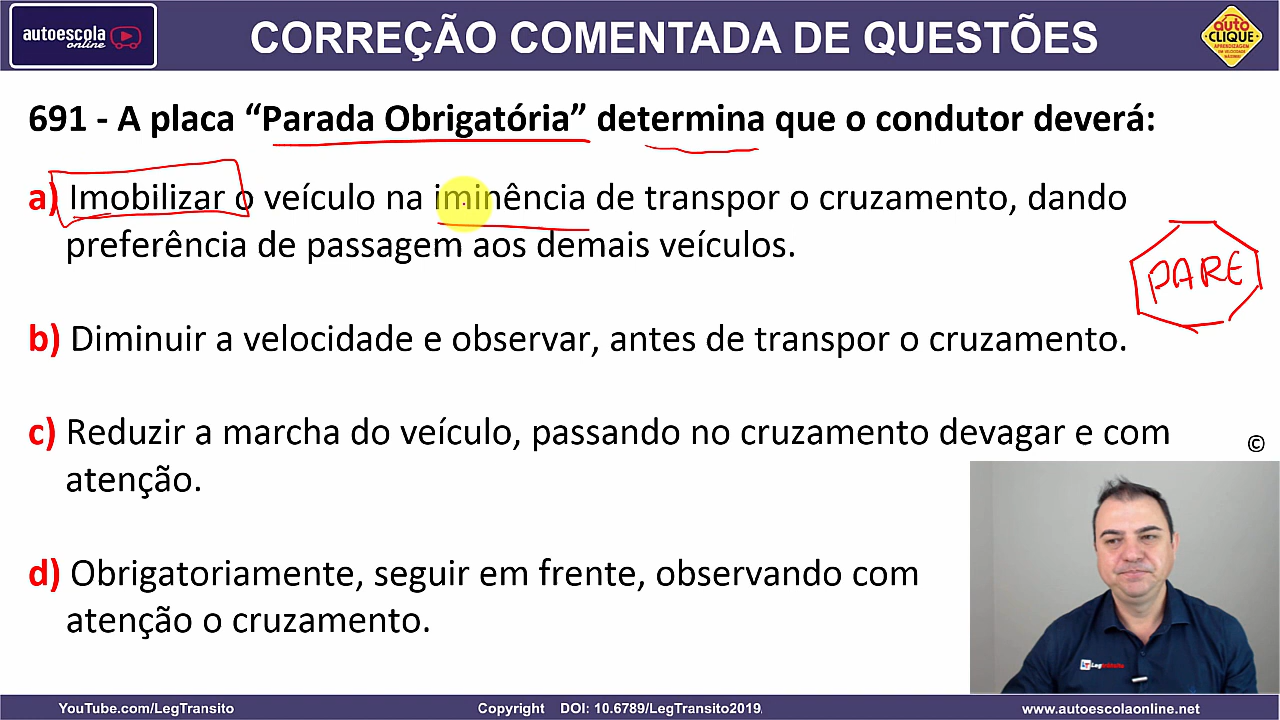 autoescola
online
CORREÇÃO COMENTADA DE QUESTÕES
auto
CLIQUE
691 - A placa “Parada Obrigatória” determina que o condutor deverá:
a) Imobilizar o veículo na iminência de transpor o cruzamento, dando
preferência de passagem aos demais veículos.
PARE
b) Diminuir a velocidade e observar, antes de transpor o cruzamento.
c) Reduzir a marcha do veículo, passando no cruzamento devagar e com
atenção.
©
d) Obrigatoriamente, seguir em frente, observando com
atenção o cruzamento.
YouTube.com/LegTransito
Copyright DOI: 10.6789/LegTransito2019
www.autoescolaonline.net